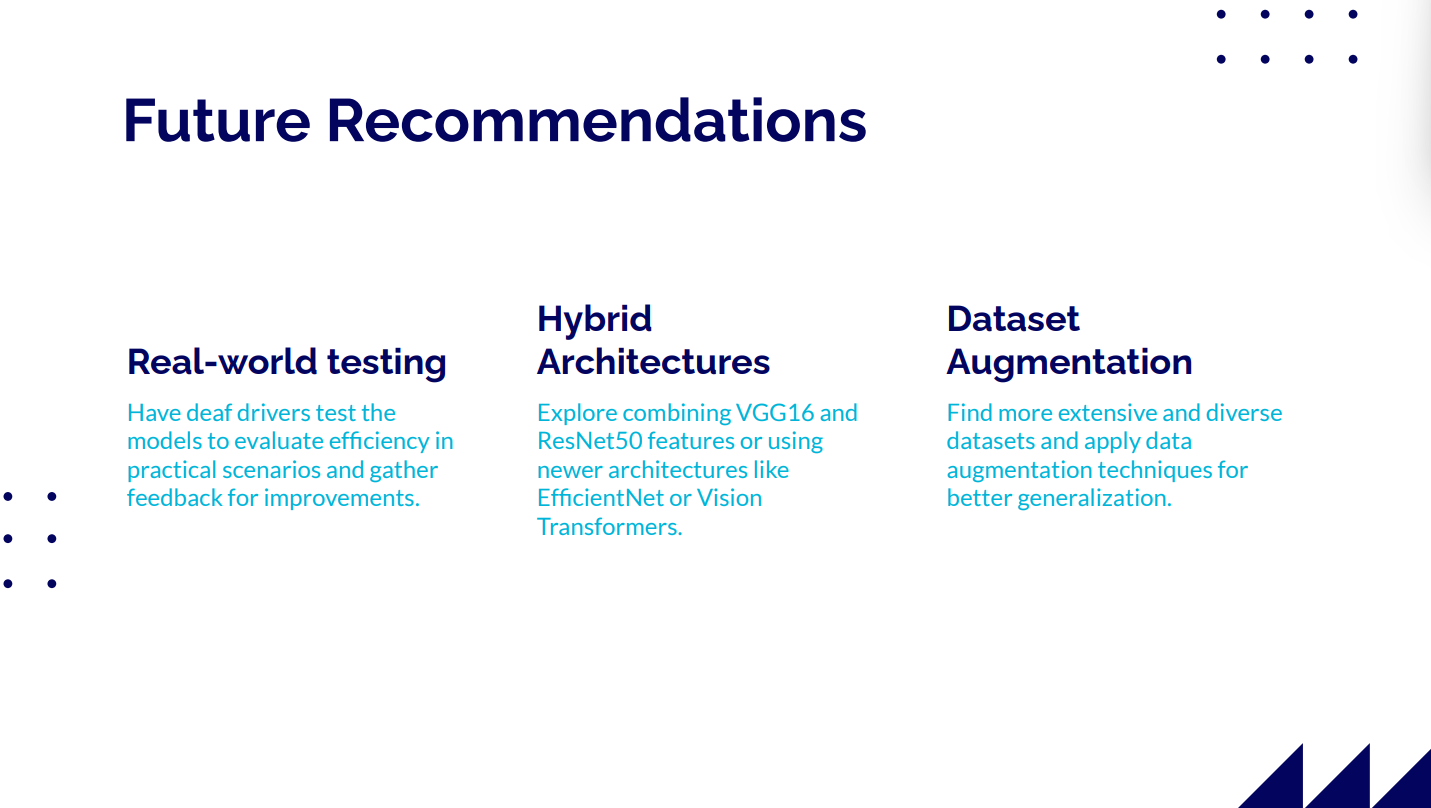 Future Recommendations
Real-world testing
Have deaf drivers test the
models to evaluate efficiency in
practical scenarios and gather
feedback for improvements.
Hybrid
Architectures
Explore combining VGG16 and
ResNet50 features or using
newer architectures like
EfficientNet or Vision
Transformers.
Dataset
Augmentation
Find more extensive and diverse
datasets and apply data
augmentation techniques for
better generalization.